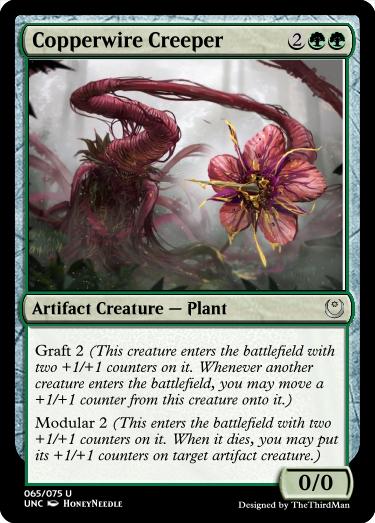 Copperwire Creeper 2
Artifact Creature — Plant
Graft 2 (This creature enters the battlefield with
two +1/+1 counters on it. Whenever another
creature enters the battlefield, you may move a
+1/+1 counter from this creature onto it.)
Modular 2 (This enters the battlefield with two
+1/+1 counters on it. When it dies, you may put
its +1/+1 counters on target artifact creature.)
0/0
065/075 U
UNC HoneyNeedle
Designed by TheThirdMan